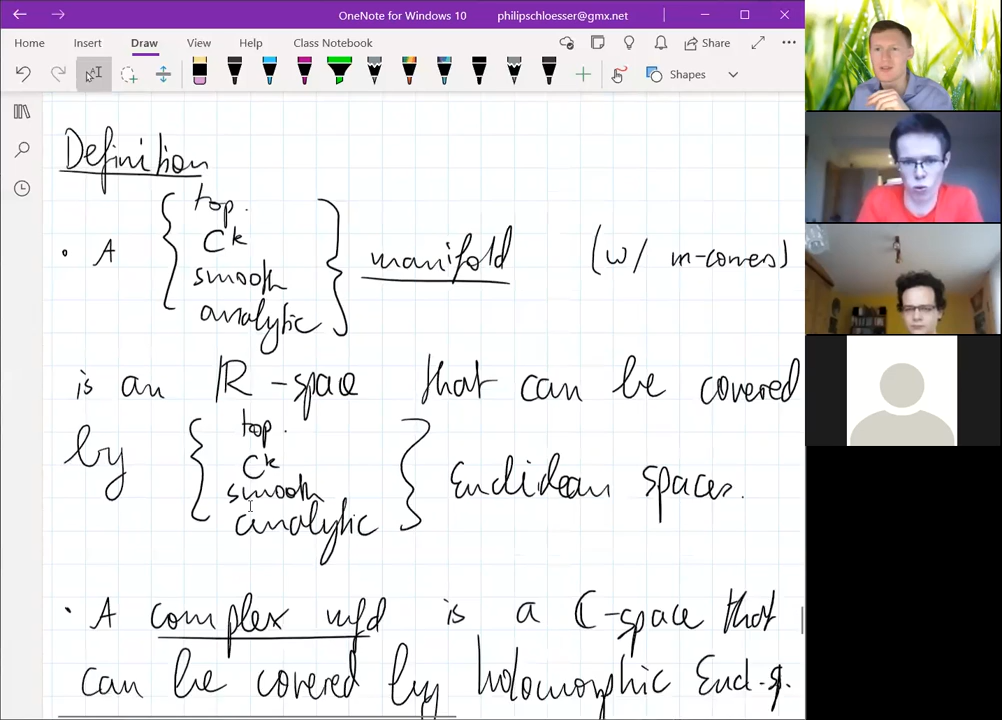 OneNote for Windows 10
philipschloesser@gmx.net
Home Insert Draw View Help Class Notebook Share
Shapes
Definition
• A { top. } manifold (w/ m-corners)
Ck
smooth
analytic
is an ℝ-space that can be covered
by { top. } Euclidean spaces.
Ck
smooth
analytic
• A complex mfd is a ℂ-space that
can be covered by holomorphic Eucl-sp.